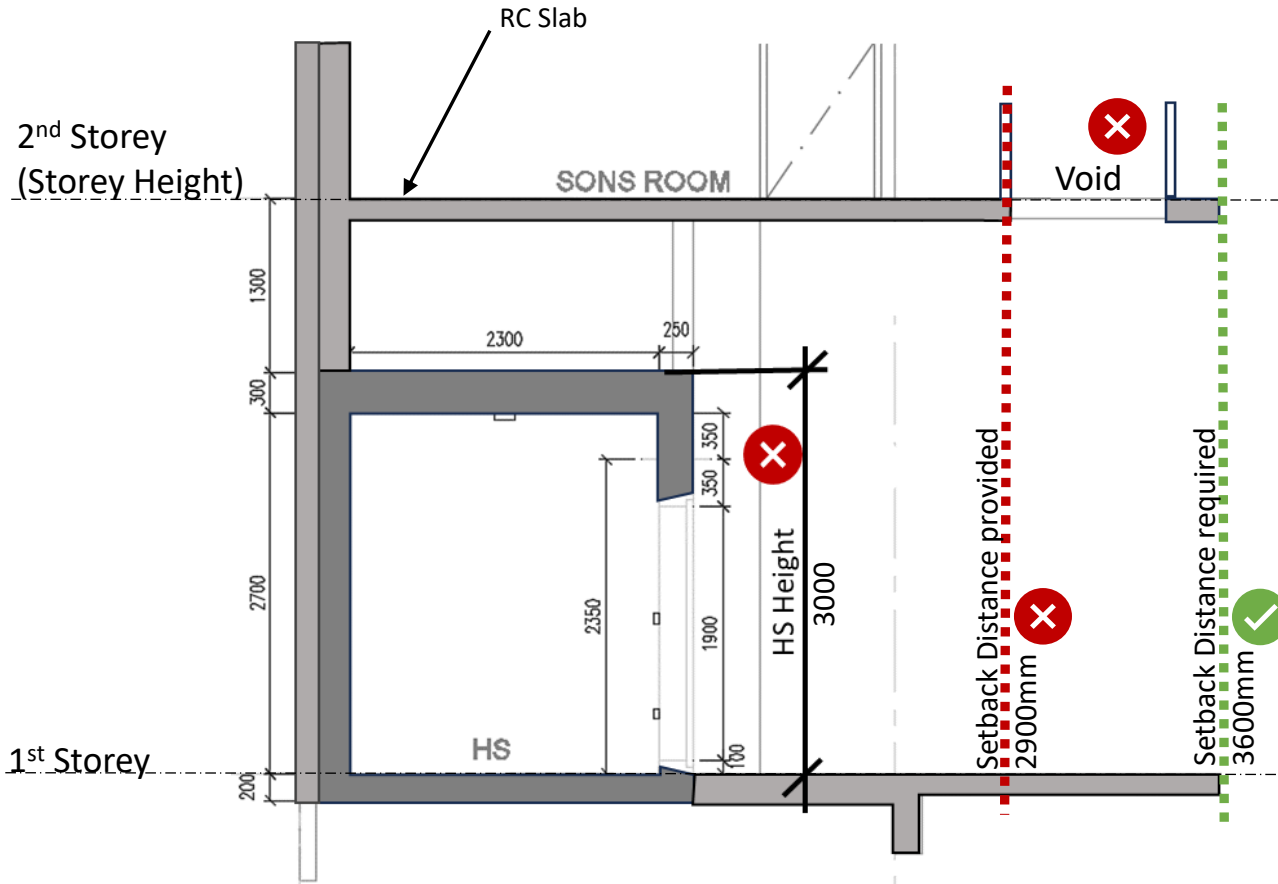 RC Slab
2nd Storey
(Storey Height)
SONS ROOM
Void
1300
2300
250
300
350
350
2700
2350
1900
HS Height
3000
Setback Distance provided
2900mm
Setback Distance required
3600mm
HS
100
1st Storey
200